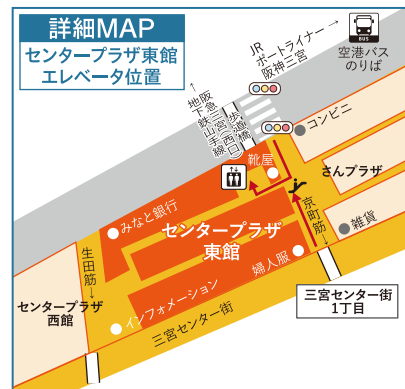 詳細MAP
センタープラザ東館
エレベータ位置
JR
ポートライナー→
阪神三宮
BUS
空港バス
のりば
←阪急三宮(西口)
地下鉄山手線
歩道橋
コンビニ
靴屋
さんプラザ
みなと銀行
京町筋→
雑貨
センタープラザ
東館
生田筋→
婦人服
センタープラザ
西館
インフォメーション
三宮センター街
三宮センター街
1丁目